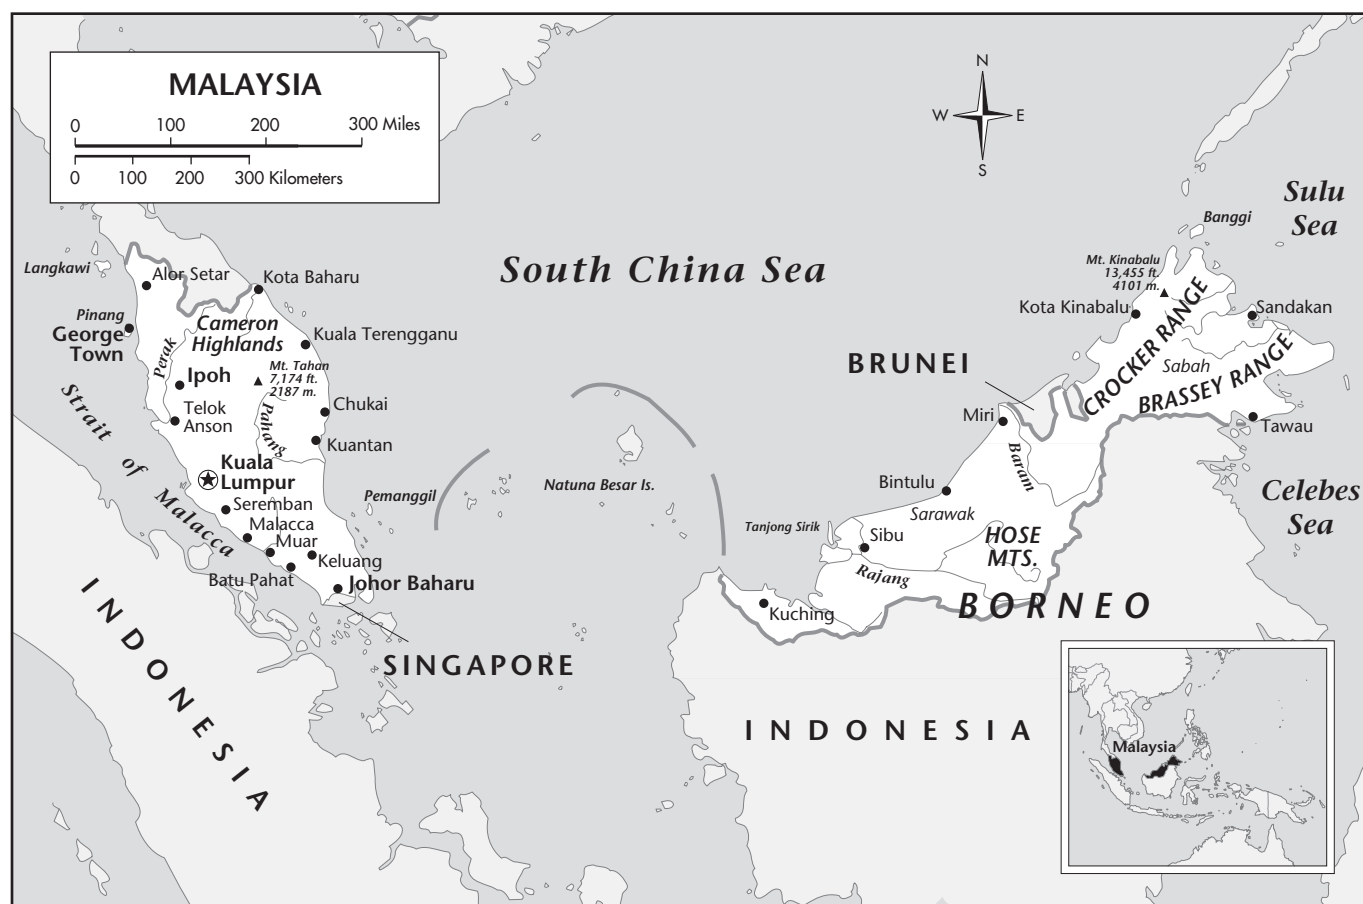 MALAYSIA
0 100 200 300 Miles
0 100 200 300 Kilometers
N
W E
S
Sulu
Sea
Banggi
South China Sea
Langkawi
Alor Setar
Kota Baharu
Mt. Kinabalu
13,455 ft.
4101 m.
Kota Kinabalu
Sandakan
Pinang
George
Town
Cameron
Highlands
Kuala Terengganu
Perak
Ipoh
Mt. Tahan
7,174 ft.
2187 m.
BRUNEI
CROCKER RANGE
Sabah
BRASSEY RANGE
Telok
Anson
Chukai
Pahang
Kuantan
Miri
Tawau
Strait of Malacca
Kuala
Lumpur
Baram
Bintulu
Natuna Besar Is.
Pemanggil
Celebes
Sea
Seremban
Malacca
Muar
Keluang
Batu Pahat
Johor Baharu
Tanjong Sirik
Sarawak
Sibu
HOSE
MTS.
Rajang
Kuching
BORNEO
INDONESIA
SINGAPORE
INDONESIA
Malaysia